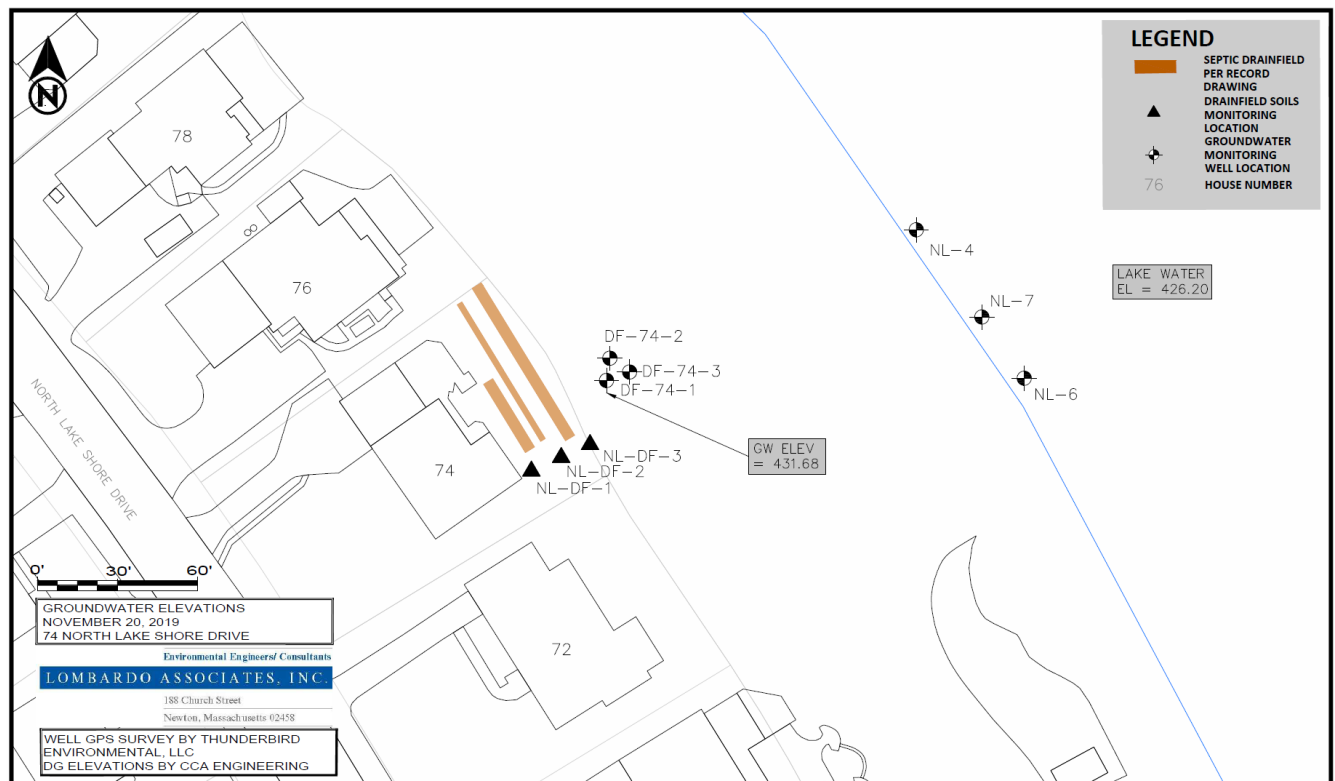 LEGEND
SEPTIC DRAINFIELD
PER RECORD
DRAWING
DRAINFIELD SOILS
MONITORING
LOCATION
GROUNDWATER
MONITORING
WELL LOCATION
76 HOUSE NUMBER
N
78
NL-4
LAKE WATER
EL = 426.20
76
NL-7
DF-74-2
DF-74-3
DF-74-1
NL-6
NORTH LAKE SHORE DRIVE
GW ELEV
= 431.68
NL-DF-3
NL-DF-2
NL-DF-1
74
72
0' 30' 60'
GROUNDWATER ELEVATIONS
NOVEMBER 20, 2019
74 NORTH LAKE SHORE DRIVE
Environmental Engineers/ Consultants
LOMBARDO ASSOCIATES, INC.
188 Church Street
Newton, Massachusetts 02458
WELL GPS SURVEY BY THUNDERBIRD
ENVIRONMENTAL, LLC
DG ELEVATIONS BY CCA ENGINEERING